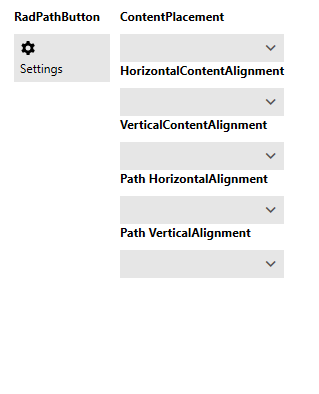 RadPathButton
Settings
ContentPlacement
HorizontalContentAlignment
VerticalContentAlignment
Path HorizontalAlignment
Path VerticalAlignment